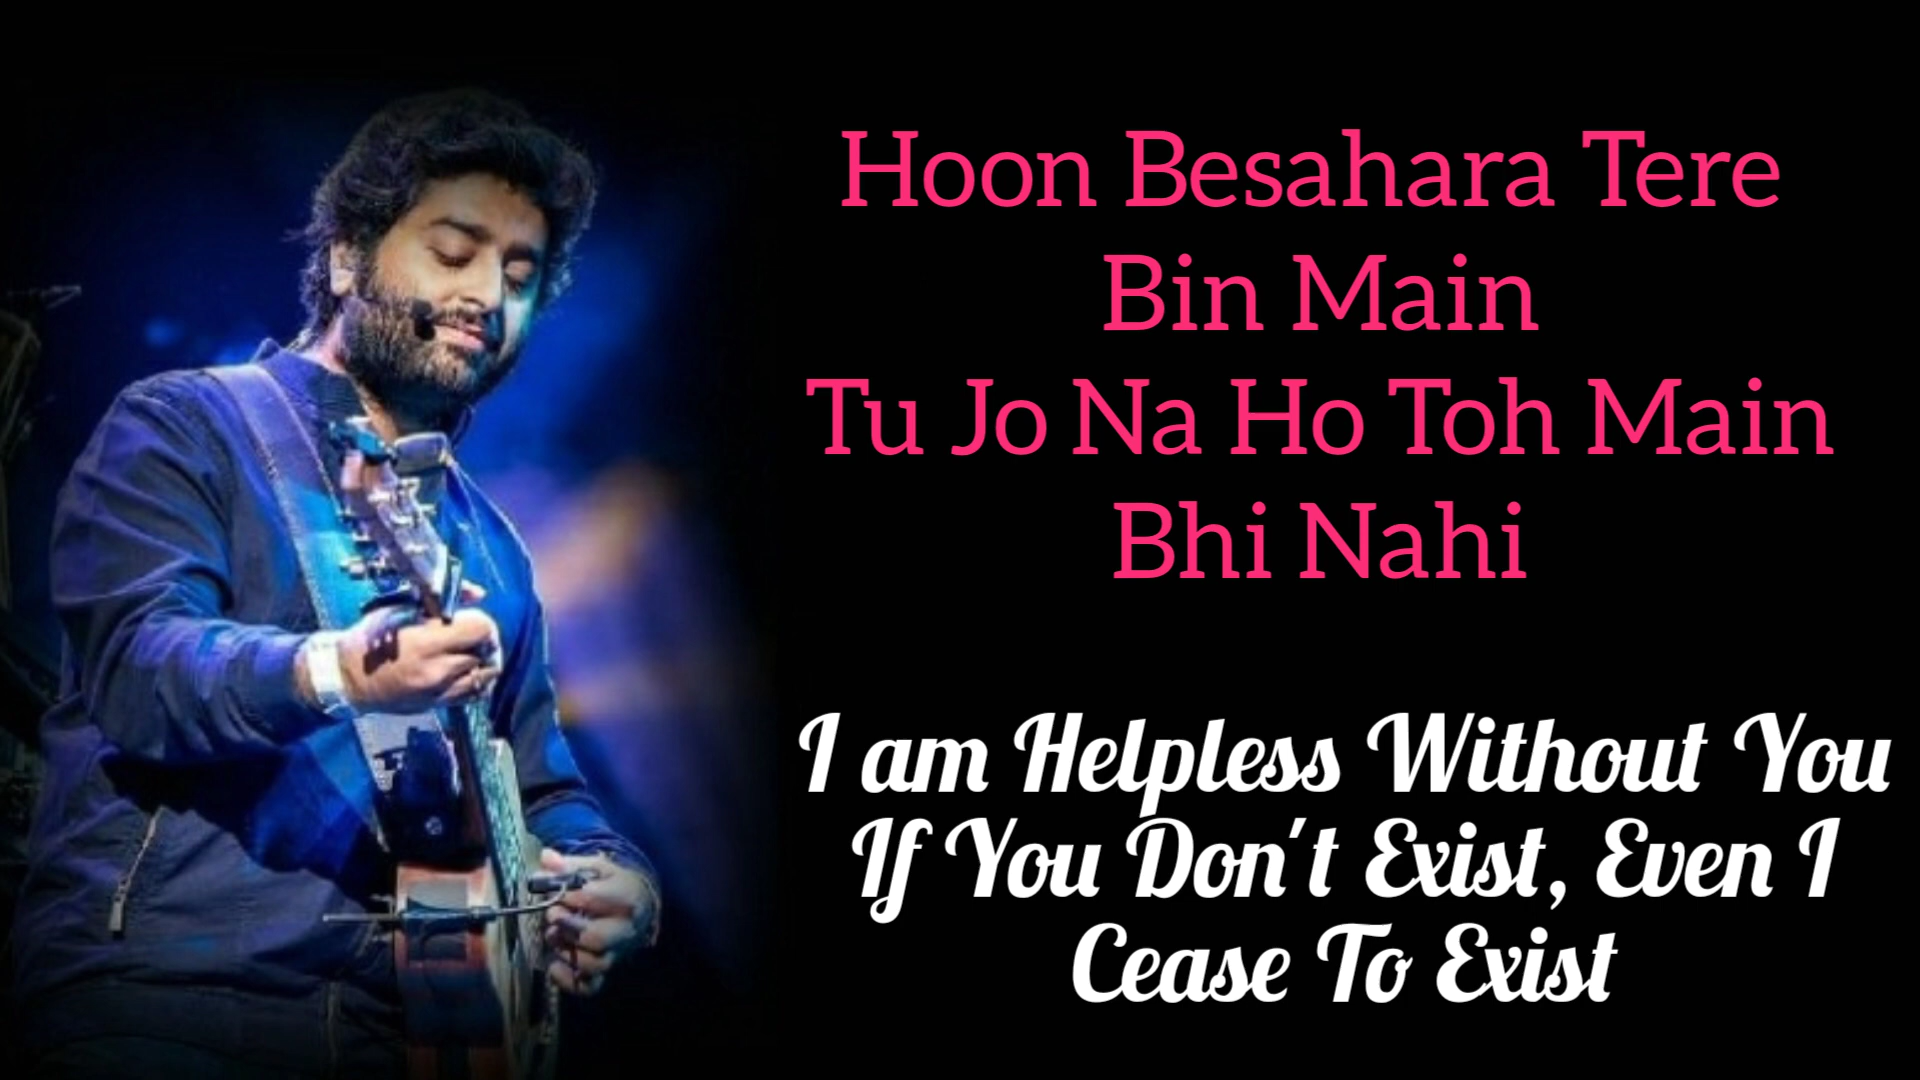 Hoon Besahara Tere
Bin Main
Tu Jo Na Ho Toh Main
Bhi Nahi
I am Helpless Without You
If You Don't Exist, Even I
Cease To Exist